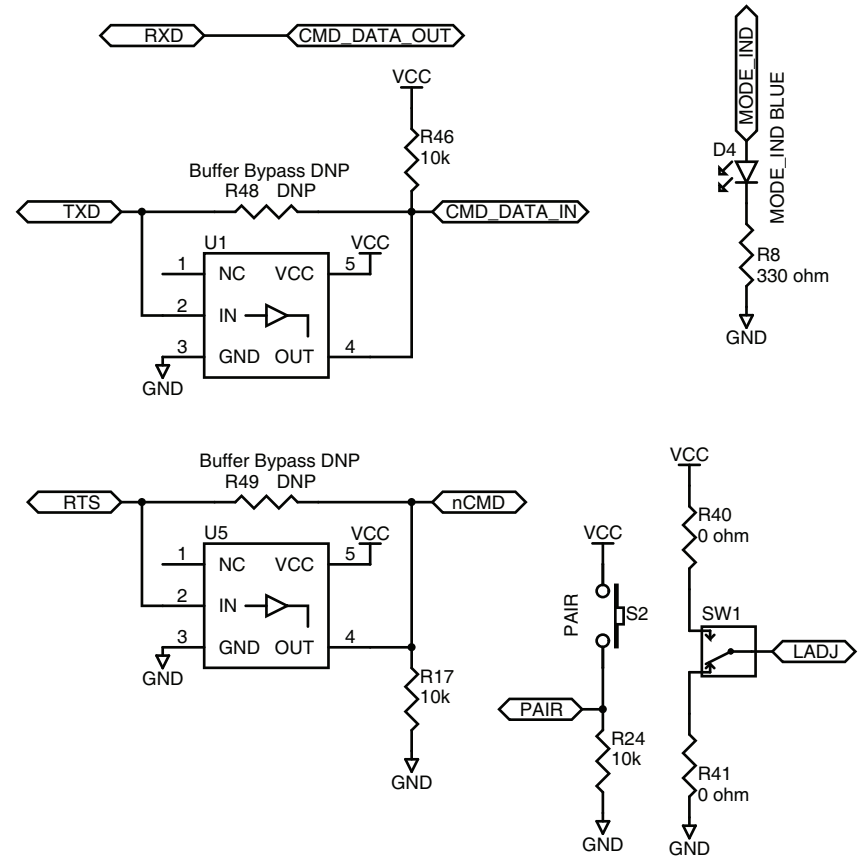 RXD
CMD_DATA_OUT
VCC
R46
10k
Buffer Bypass DNP
R48 DNP
TXD
CMD_DATA_IN
U1
VCC
1 NC VCC 5
2 IN
3 GND OUT 4
GND
MODE_IND
D4
MODE_IND BLUE
R8
330 ohm
GND
Buffer Bypass DNP
R49 DNP
RTS
nCMD
U5
VCC
1 NC VCC 5
2 IN
3 GND OUT 4
GND
R17
10k
GND
VCC
PAIR
S2
PAIR
R24
10k
GND
VCC
R40
0 ohm
SW1
LADJ
R41
0 ohm
GND